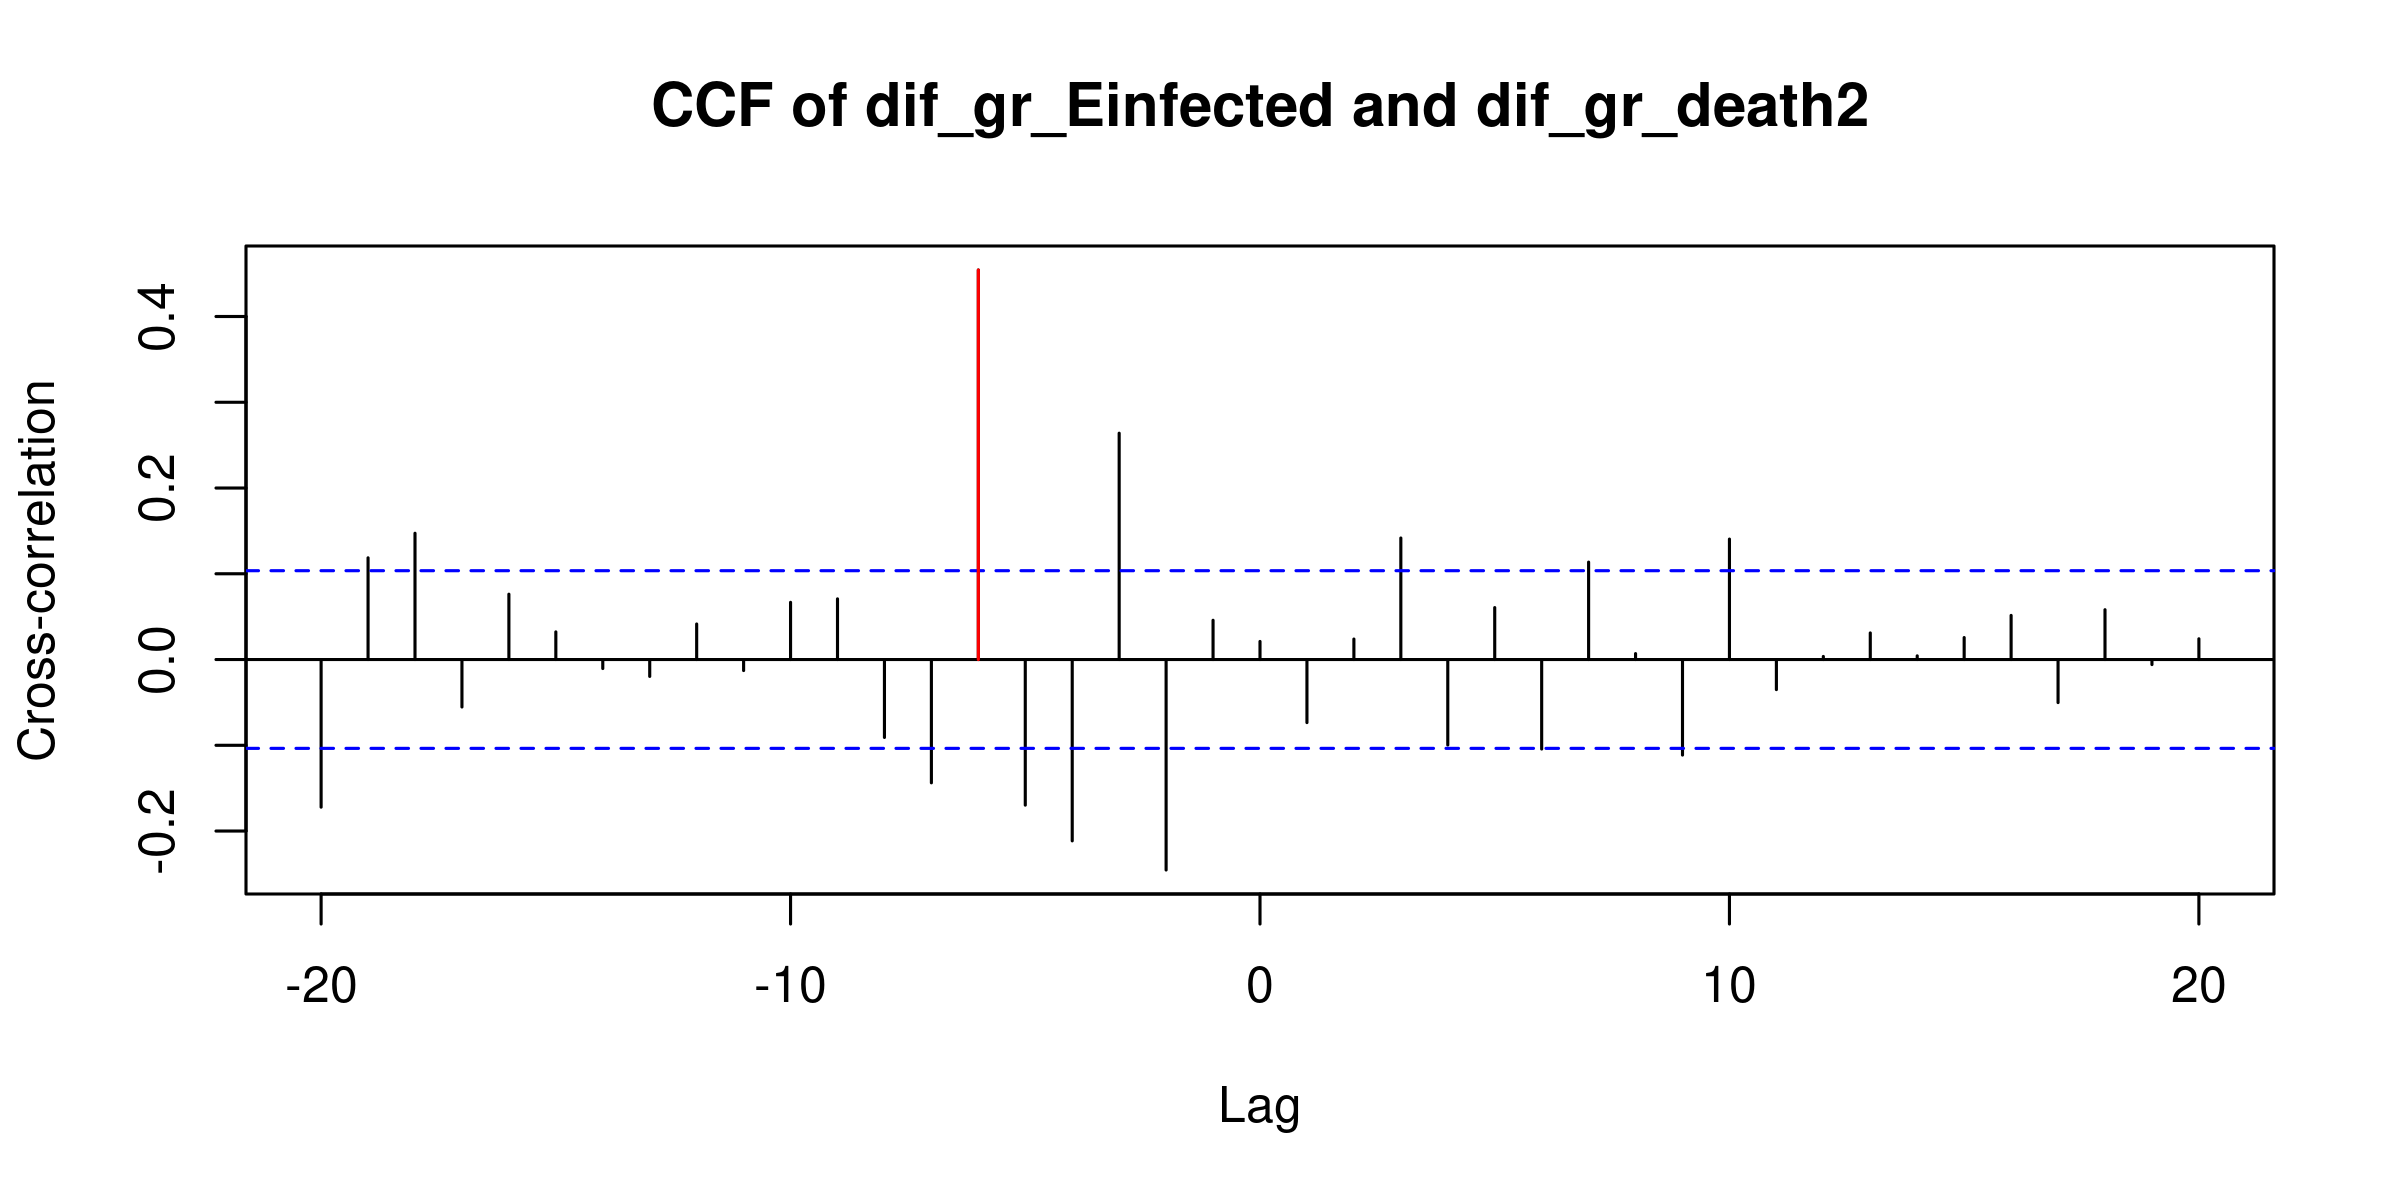 CCF of dif_gr_Einfected and dif_gr_death2
Cross-correlation
0.4
0.2
0.0
-0.2
-20 -10 0 10 20
Lag